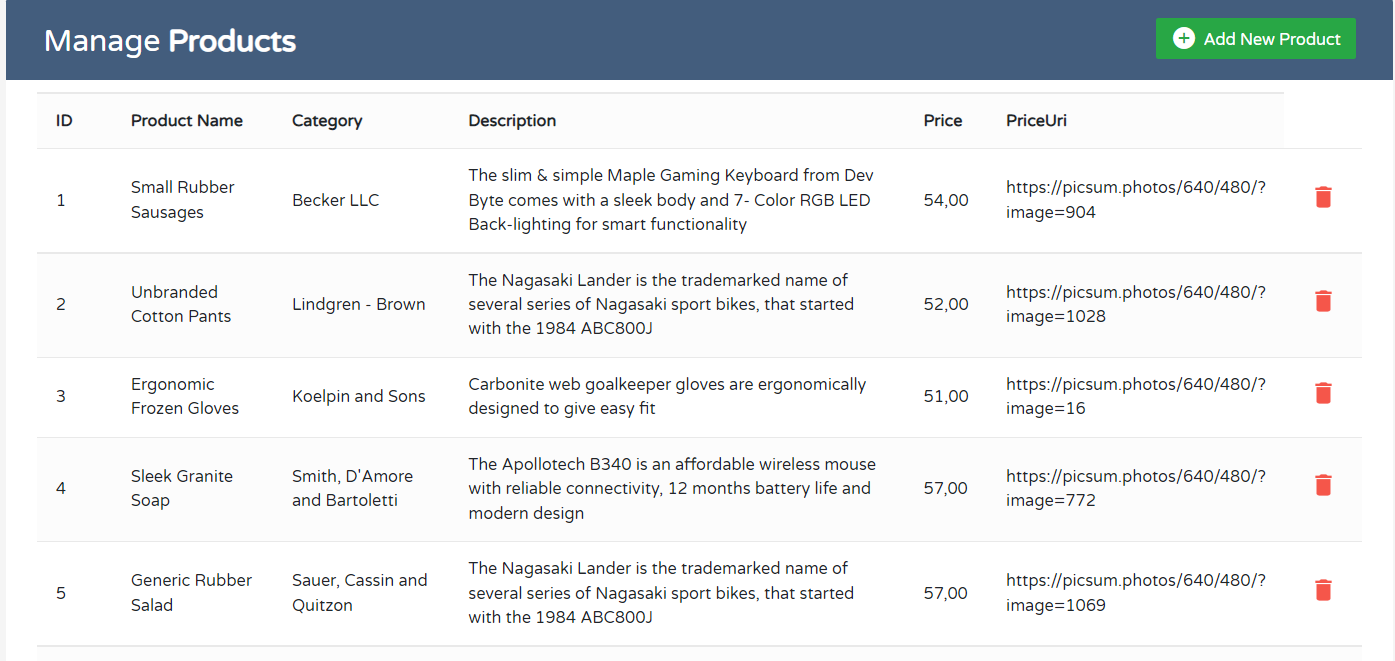 Manage Products
Add New Product
ID Product Name Category Description Price PriceUri
1
Small Rubber
Sausages
Becker LLC
The slim & simple Maple Gaming Keyboard from Dev
Byte comes with a sleek body and 7- Color RGB LED
Back-lighting for smart functionality
54,00
https://picsum.photos/640/480/?
image=904
2
Unbranded
Cotton Pants
Lindgren - Brown
The Nagasaki Lander is the trademarked name of
several series of Nagasaki sport bikes, that started
with the 1984 ABC800J
52,00
https://picsum.photos/640/480/?
image=1028
3
Ergonomic
Frozen Gloves
Koelpin and Sons
Carbonite web goalkeeper gloves are ergonomically
designed to give easy fit
51,00
https://picsum.photos/640/480/?
image=16
4
Sleek Granite
Soap
Smith, D'Amore
and Bartoletti
The Apollotech B340 is an affordable wireless mouse
with reliable connectivity, 12 months battery life and
modern design
57,00
https://picsum.photos/640/480/?
image=772
5
Generic Rubber
Salad
Sauer, Cassin and
Quitzon
The Nagasaki Lander is the trademarked name of
several series of Nagasaki sport bikes, that started
with the 1984 ABC800J
57,00
https://picsum.photos/640/480/?
image=1069